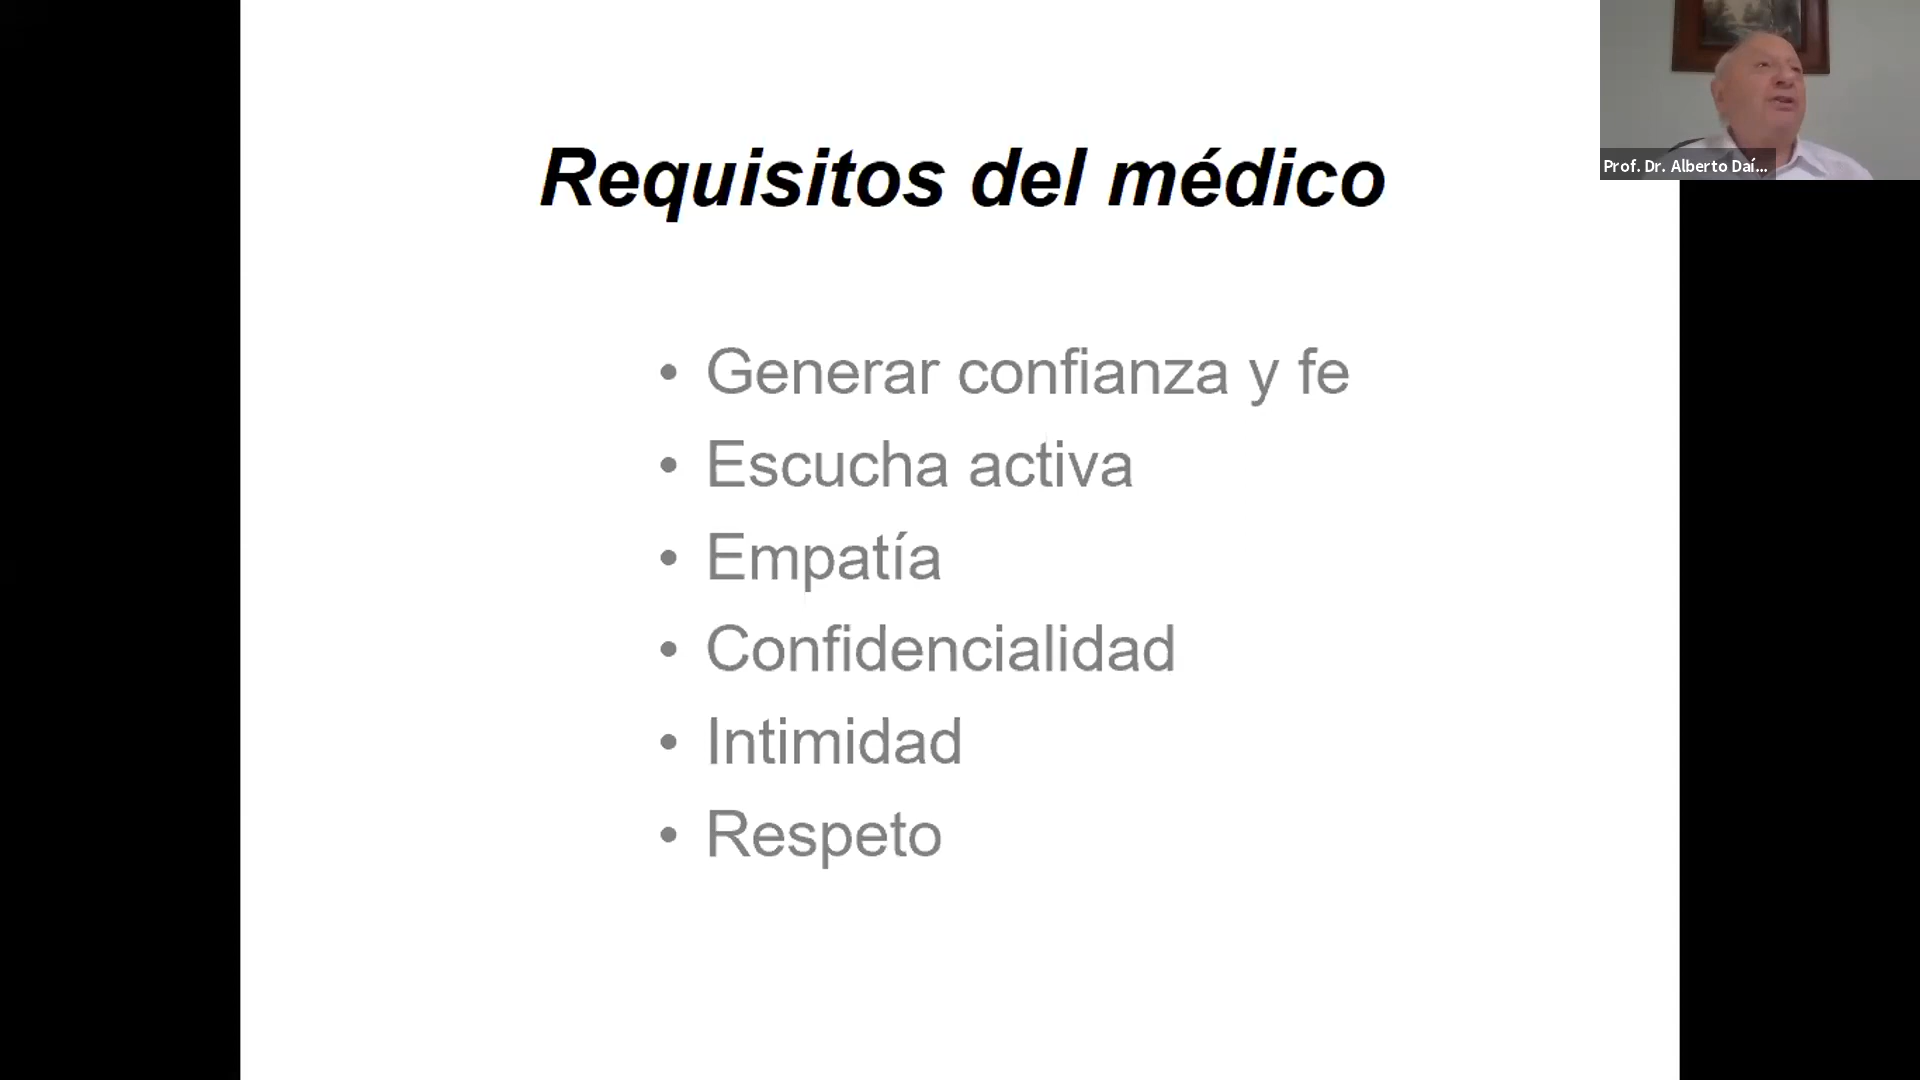 Requisitos del médico
• Generar confianza y fe
• Escucha activa
• Empatía
• Confidencialidad
• Intimidad
• Respeto
Prof. Dr. Alberto Daí...